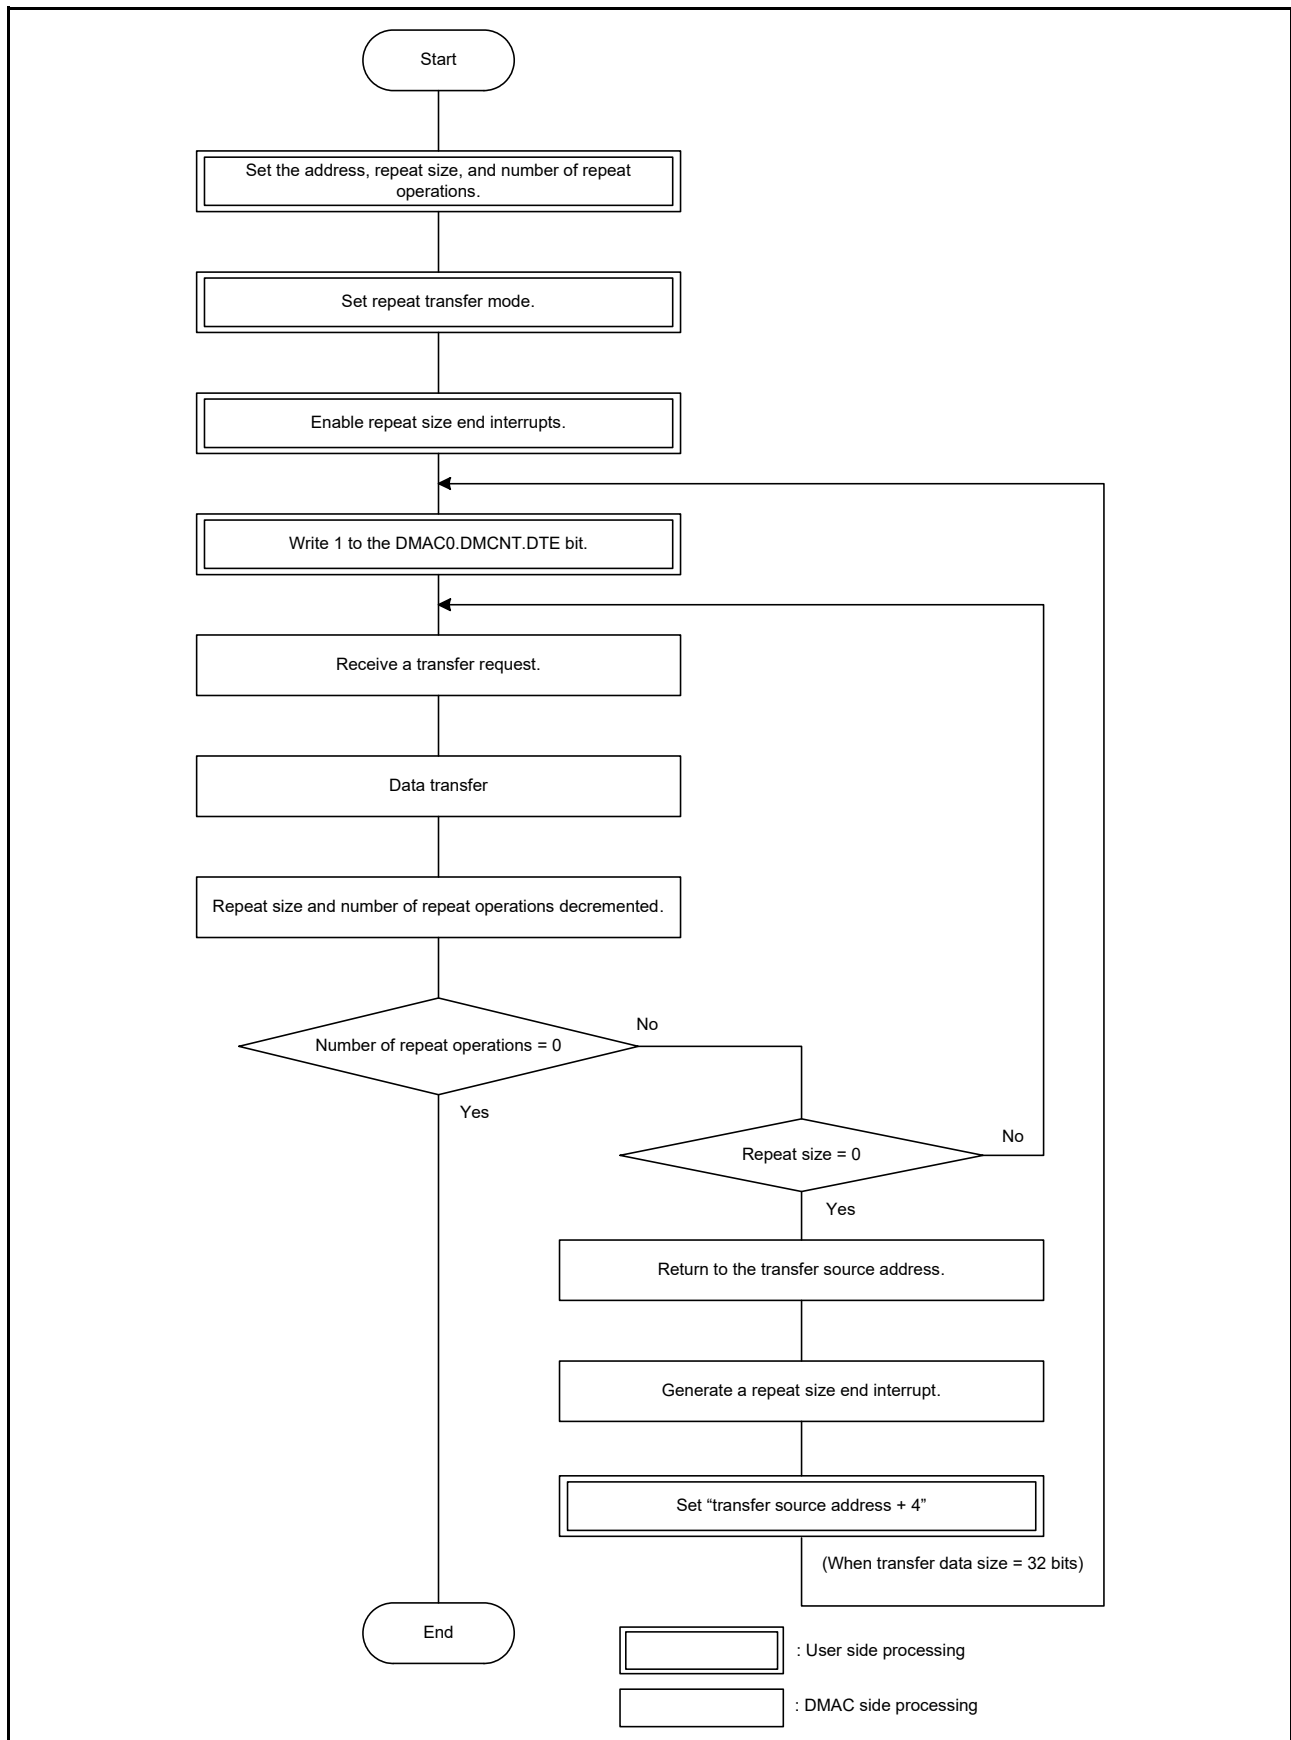 Start
Set the address, repeat size, and number of repeat
operations.
Set repeat transfer mode.
Enable repeat size end interrupts.
Write 1 to the DMAC0.DMCNT.DTE bit.
Receive a transfer request.
Data transfer
Repeat size and number of repeat operations decremented.
No
Number of repeat operations = 0
Yes
No
Repeat size = 0
Yes
Return to the transfer source address.
Generate a repeat size end interrupt.
Set “transfer source address + 4”
(When transfer data size = 32 bits)
End
: User side processing
: DMAC side processing